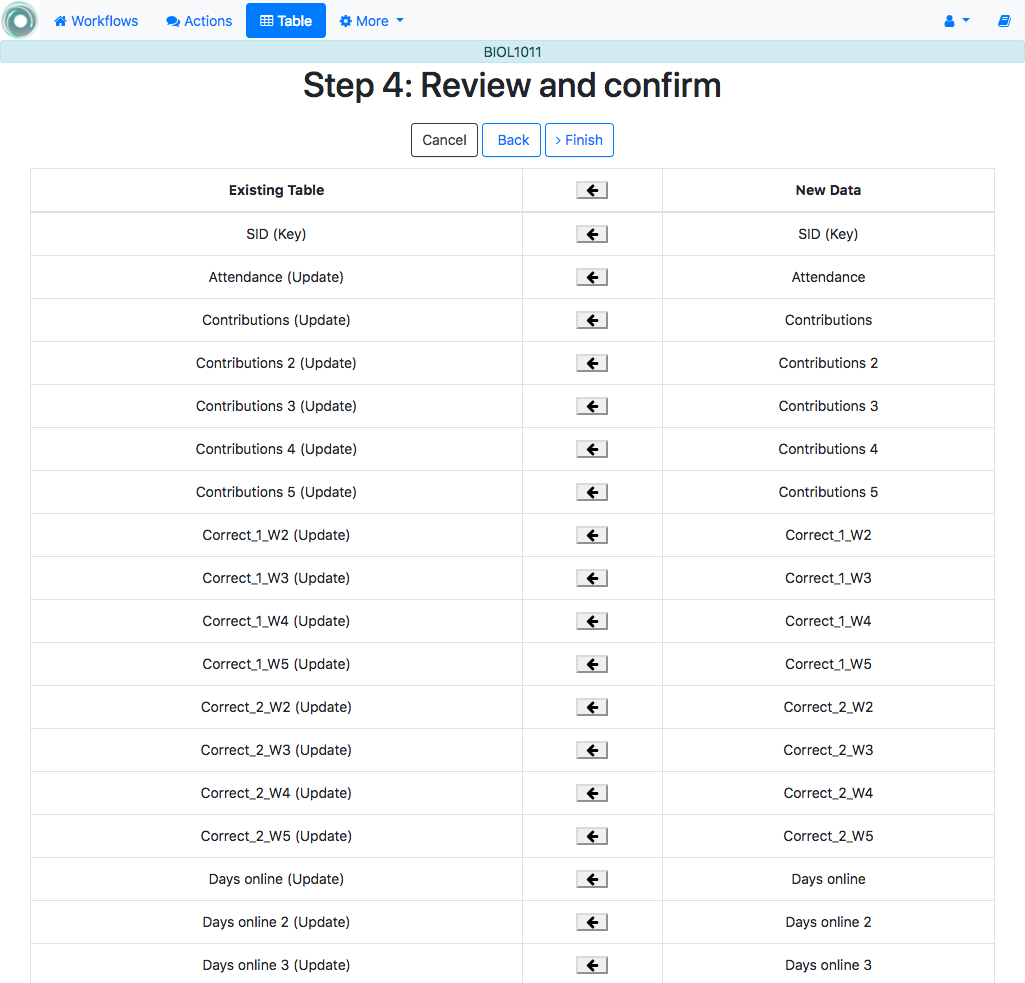 Workflows Actions Table More
BIOL1011
Step 4: Review and confirm
Cancel Back › Finish
Existing Table New Data
SID (Key) SID (Key)
Attendance (Update) Attendance
Contributions (Update) Contributions
Contributions 2 (Update) Contributions 2
Contributions 3 (Update) Contributions 3
Contributions 4 (Update) Contributions 4
Contributions 5 (Update) Contributions 5
Correct_1_W2 (Update) Correct_1_W2
Correct_1_W3 (Update) Correct_1_W3
Correct_1_W4 (Update) Correct_1_W4
Correct_1_W5 (Update) Correct_1_W5
Correct_2_W2 (Update) Correct_2_W2
Correct_2_W3 (Update) Correct_2_W3
Correct_2_W4 (Update) Correct_2_W4
Correct_2_W5 (Update) Correct_2_W5
Days online (Update) Days online
Days online 2 (Update) Days online 2
Days online 3 (Update) Days online 3